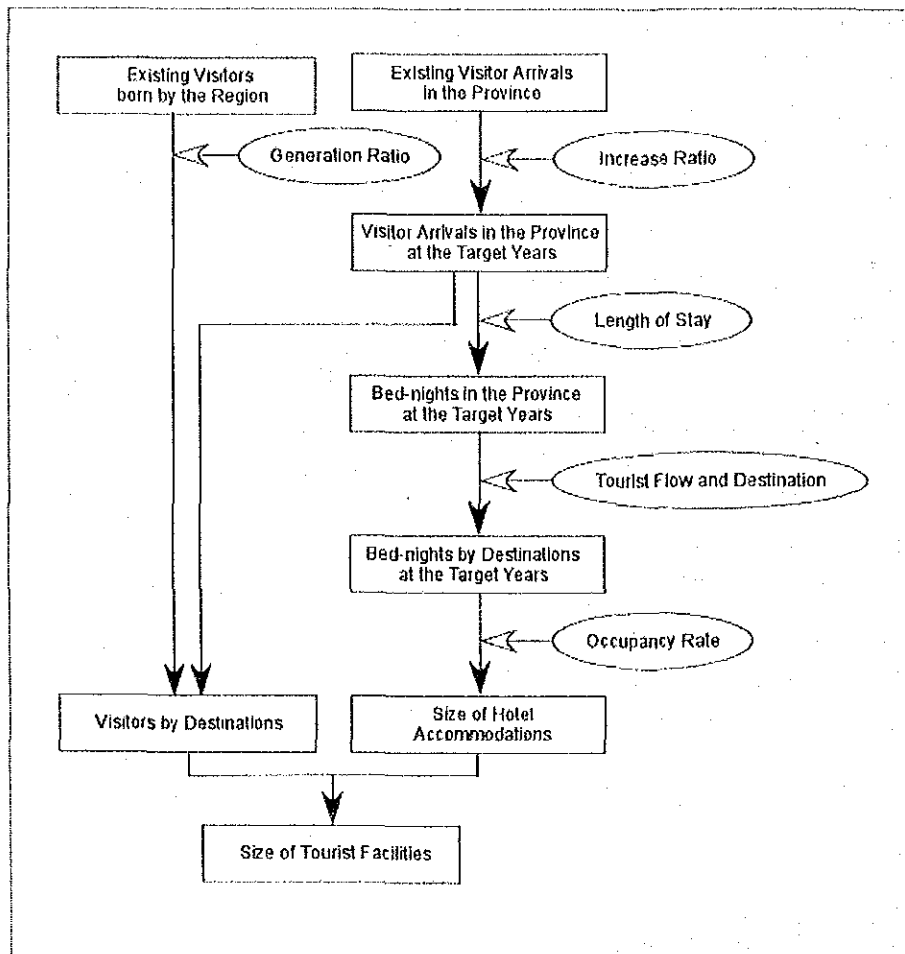 Existing Visitors
born by the Region
Existing Visitor Arrivals
In the Province
Generation Ratio
Increase Ratio
Visitor Arrivals in the Province
at the Target Years
Length of Stay
Bed-nights in the Province
at the Target Years
Tourist Flow and Destination
Bed-nights by Destinations
at the Target Years
Occupancy Rate
Visitors by Destinations
Size of Hotel
Accommodations
Size of Tourist Facilities